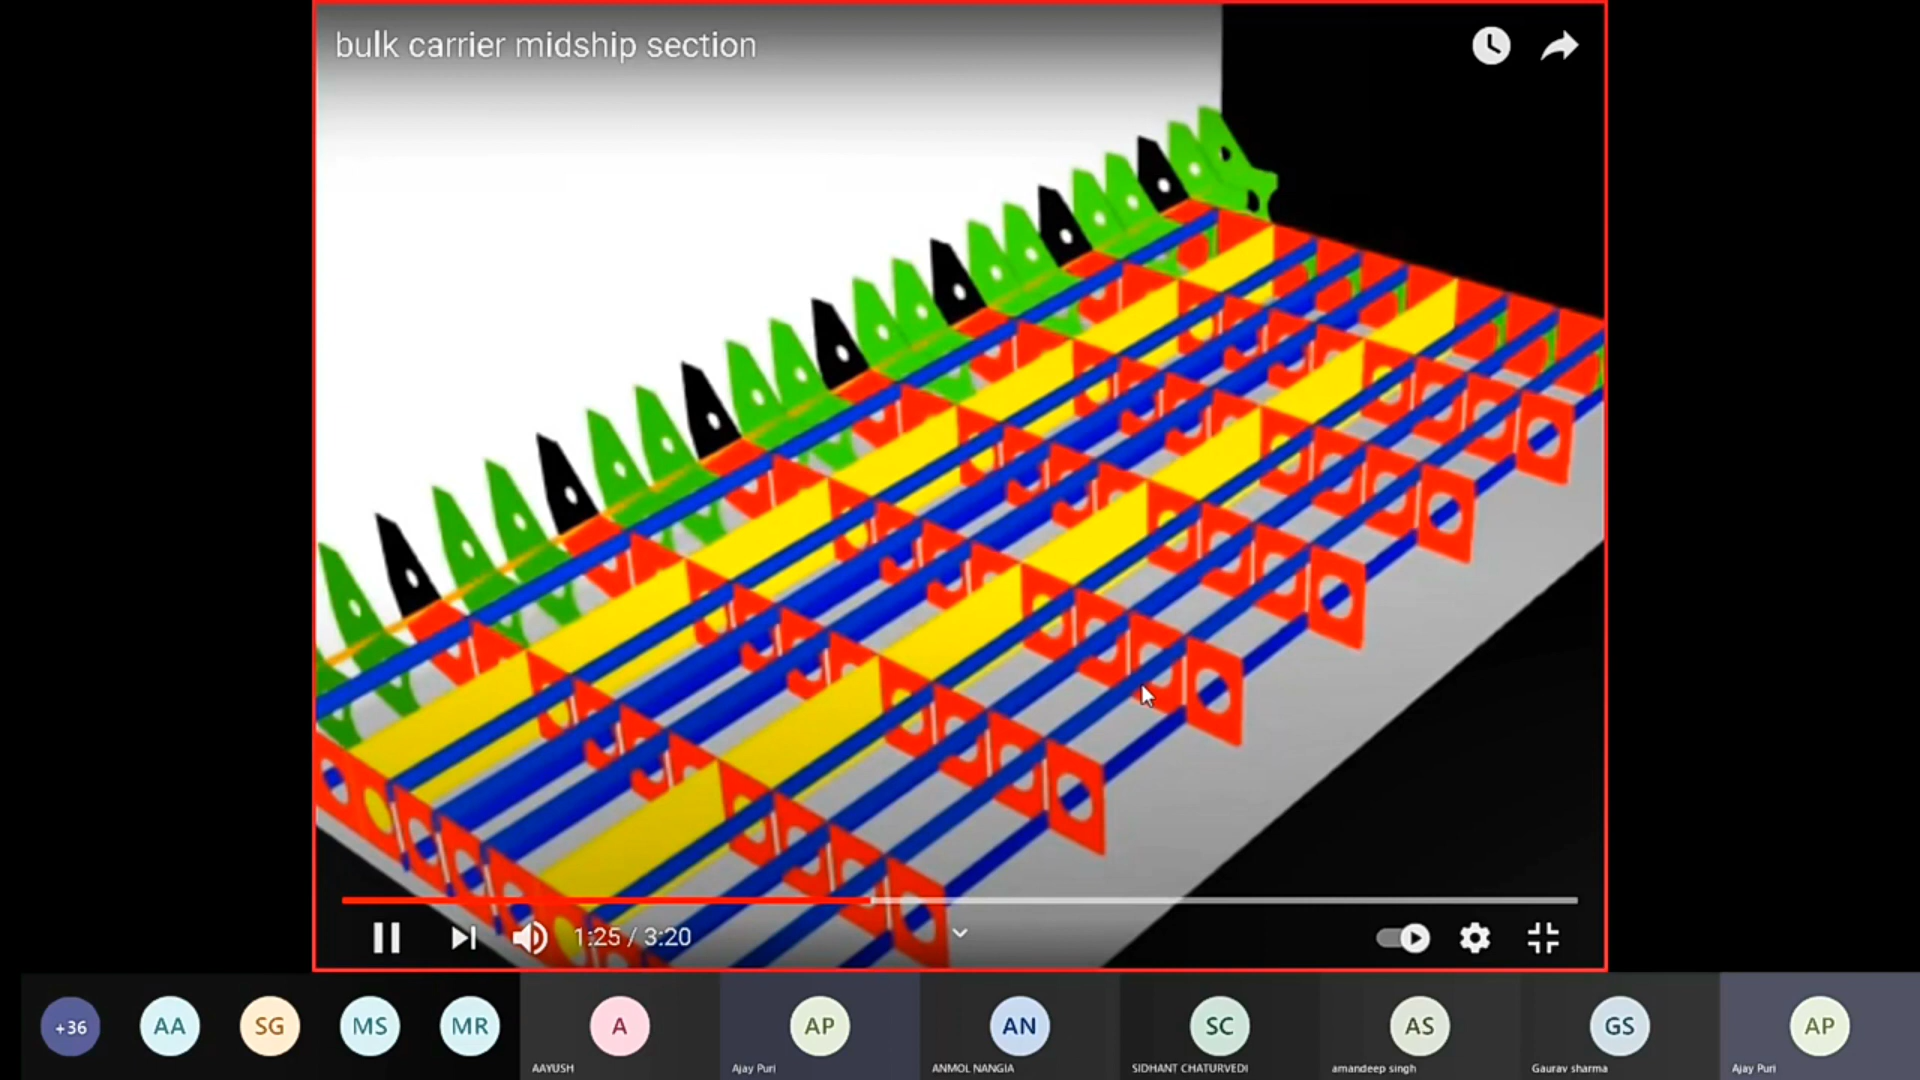 bulk carrier midship section
1:25 / 3:20
+36
AA
SG
MS
MR
A
AP
AN
SC
AS
GS
AP
AAYUSH
Ajay Puri
ANMOL NANGIA
SIDHANT CHATURVEDI
amandeep singh
Gaurav sharma
Ajay Puri